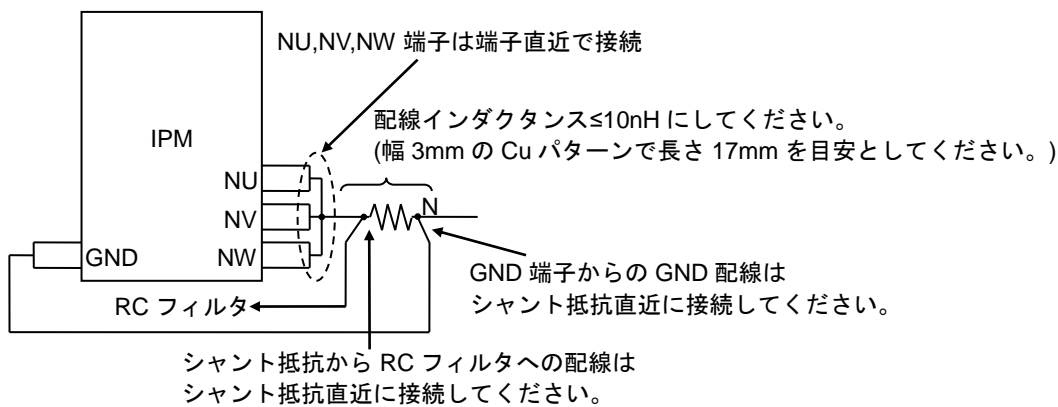 NU,NV,NW 端子は端子直近で接続
配線インダクタンス≤10nH にしてください。
(幅 3mm の Cu パターンで長さ 17mm を目安としてください。)
IPM
NU
NV
NW
GND
N
GND 端子からの GND 配線は
シャント抵抗直近に接続してください。
RC フィルタ
シャント抵抗から RC フィルタへの配線は
シャント抵抗直近に接続してください。